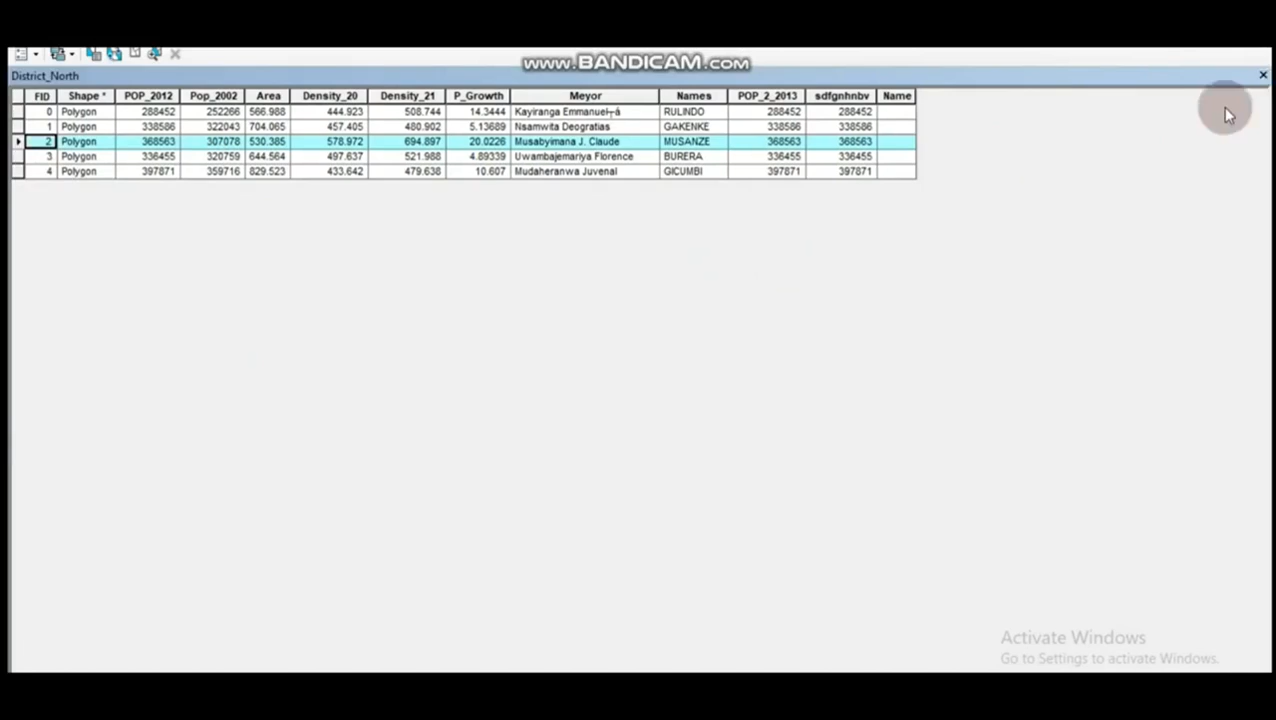 www.BANDICAM.com
District_North
FID Shape * POP_2012 Pop_2002 Area Density_20 Density_21 P_Growth Meyor Names POP_2_2013 sdfgnhnbv Name
0 Polygon 288452 252266 566.988 444.923 508.744 14.3444 Kayiranga Emmanuel┬á RULINDO 288452 288452
1 Polygon 338586 322043 704.065 457.405 480.902 5.13689 Nsamwita Deogratias GAKENKE 338586 338586
2 Polygon 368563 307078 530.385 578.972 694.897 20.0226 Musabyimana J. Claude MUSANZE 368563 368563
3 Polygon 336455 320759 644.564 497.637 521.988 4.89339 Uwambajemariya Florence BURERA 336455 336455
4 Polygon 397871 359716 829.523 433.642 479.638 10.607 Mudaheranwa Juvenal GICUMBI 397871 397871
Activate Windows
Go to Settings to activate Windows.